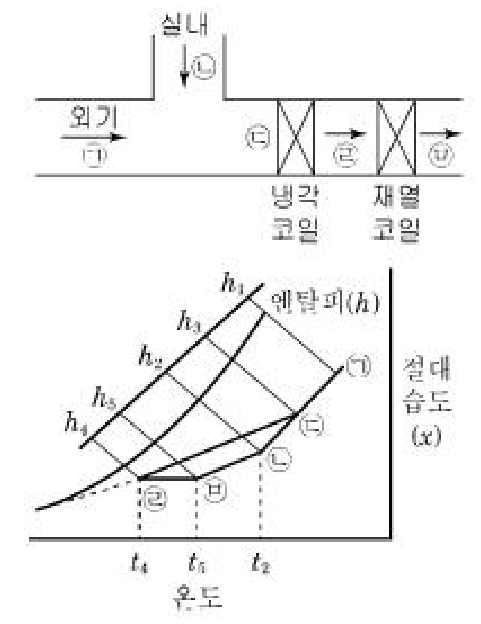 실내
㉡
외기
㉠
㉢
㉣
㉤
냉각
코일
재열
코일
h₁
엔탈피(h)
h₃
h₂
㉠
h₅
절대
습도
(x)
h₄
㉢
㉡
㉣
㉤
t₄
t₅
t₂
온도